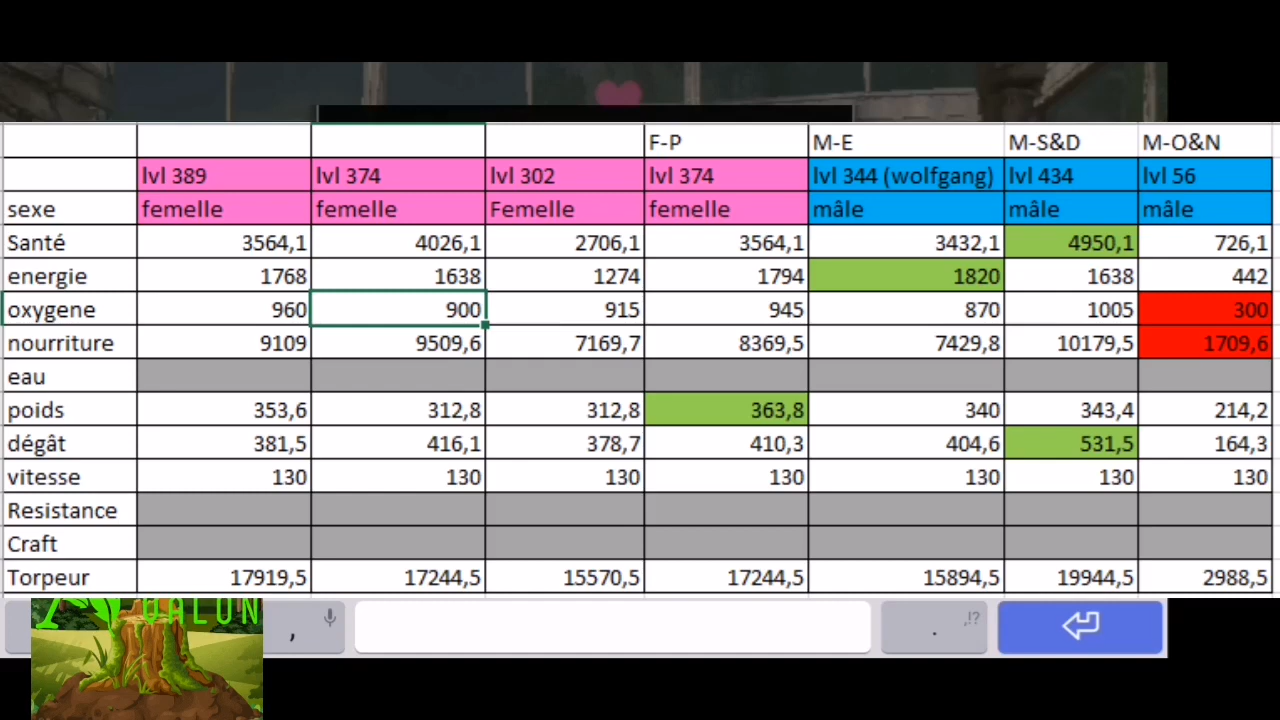 F-P M-E M-S&D M-O&N
lvl 389 lvl 374 lvl 302 lvl 374 lvl 344 (wolfgang) lvl 434 lvl 56
sexe femelle femelle Femelle femelle mâle mâle mâle
Santé 3564,1 4026,1 2706,1 3564,1 3432,1 4950,1 726,1
energie 1768 1638 1274 1794 1820 1638 442
oxygene 960 900 915 945 870 1005 300
nourriture 9109 9509,6 7169,7 8369,5 7429,8 10179,5 1709,6
eau
poids 353,6 312,8 312,8 363,8 340 343,4 214,2
dégât 381,5 416,1 378,7 410,3 404,6 531,5 164,3
vitesse 130 130 130 130 130 130 130
Resistance
Craft
Torpeur 17919,5 17244,5 15570,5 17244,5 15894,5 19944,5 2988,5
, . ,!?